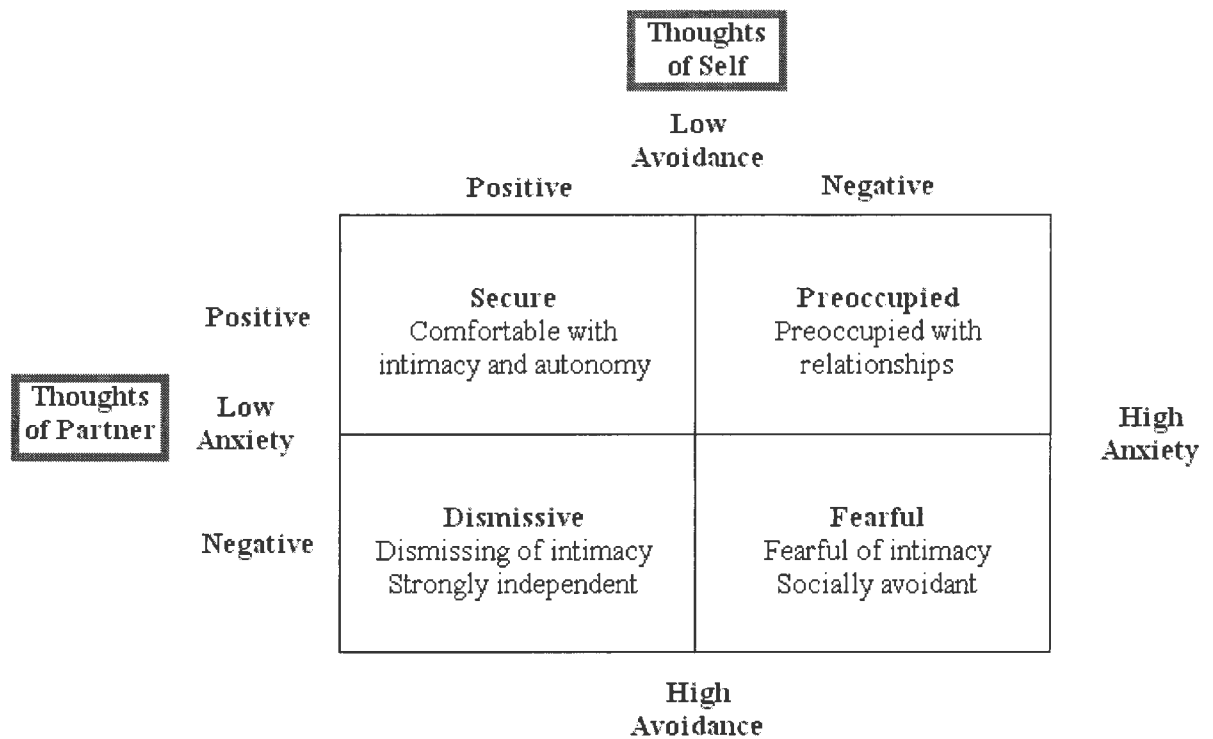 Thoughts
of Self
Low
Avoidance
Positive
Negative
Positive
Secure
Comfortable with
intimacy and autonomy
Preoccupied
Preoccupied with
relationships
Thoughts
of Partner
Low
Anxiety
High
Anxiety
Negative
Dismissive
Dismissing of intimacy
Strongly independent
Fearful
Fearful of intimacy
Socially avoidant
High
Avoidance